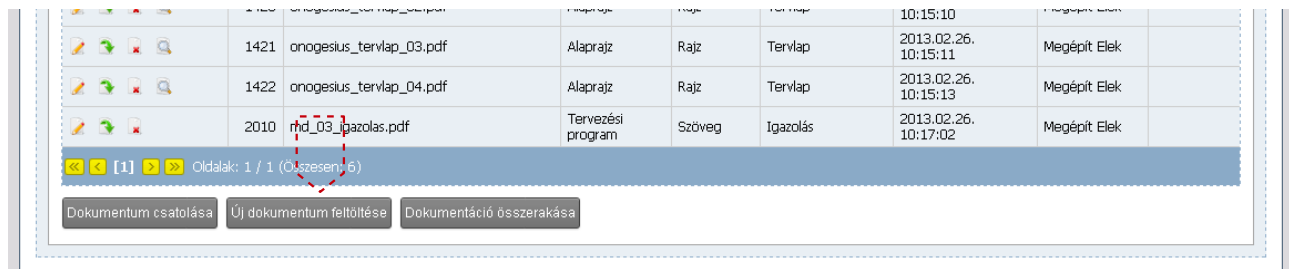 10:15:10
1421 onogesius_tervlap_03.pdf Alaprajz Rajz Tervlap 2013.02.26. Megépít Elek
10:15:11
1422 onogesius_tervlap_04.pdf Alaprajz Rajz Tervlap 2013.02.26. Megépít Elek
10:15:13
2010 md_03_igazolas.pdf Tervezési program Szöveg Igazolás 2013.02.26. Megépít Elek
10:17:02
[1] Oldalak: 1 / 1 (Összesen: 6)
Dokumentum csatolása Új dokumentum feltöltése Dokumentáció összerakása